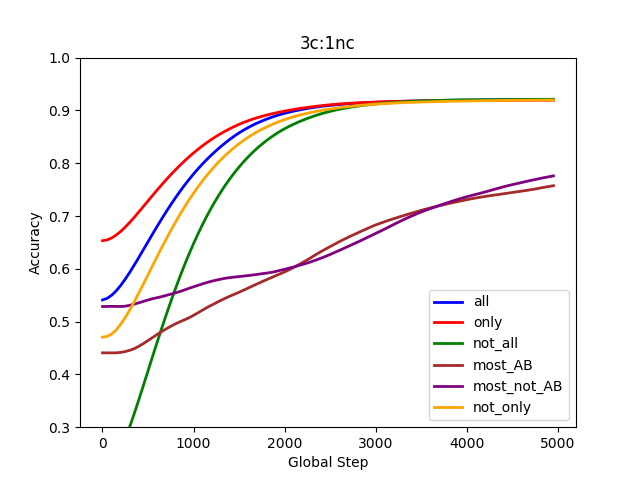 3c:1nc
1.0
0.9
0.8
0.7
0.6
0.5
0.4
0.3
Accuracy
0
1000
2000
3000
4000
5000
Global Step
all
only
not_all
most_AB
most_not_AB
not_only